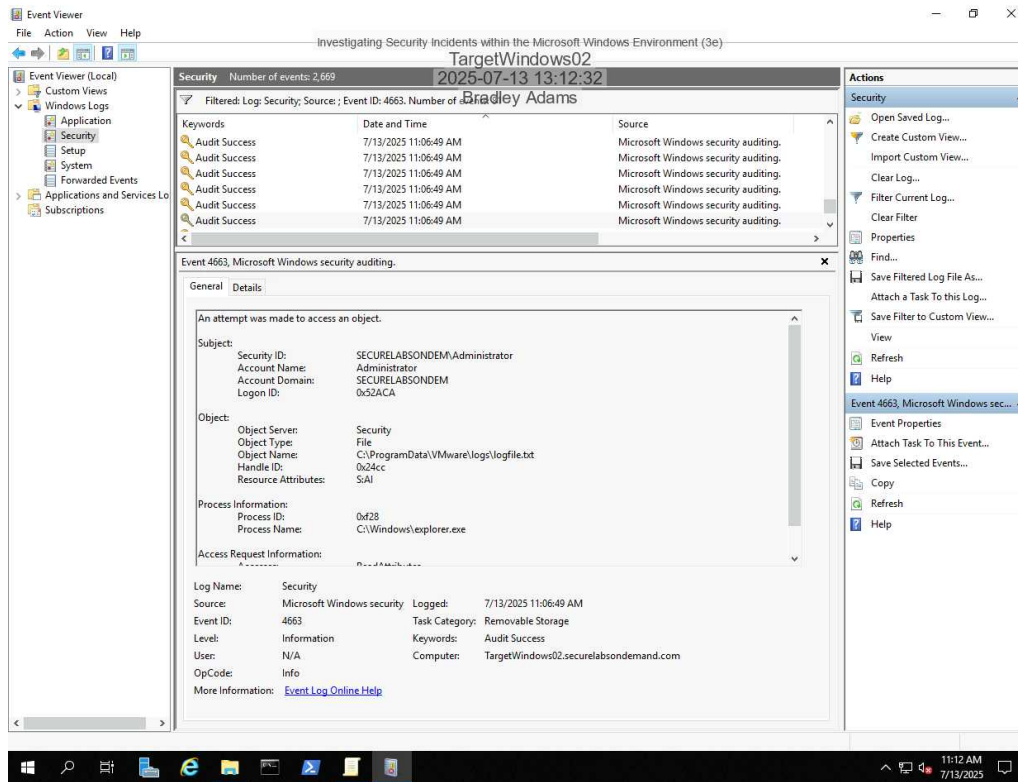 Event Viewer
File Action View Help
Investigating Security Incidents within the Microsoft Windows Environment (3e)
TargetWindows02
2025-07-13 13:12:32
Bradley Adams
Event Viewer (Local)
Custom Views
Windows Logs
Application
Security
Setup
System
Forwarded Events
Applications and Services Lo
Subscriptions
Security Number of events: 2,669
Filtered: Log: Security; Source: ; Event ID: 4663. Number of
Keywords Date and Time Source
Audit Success 7/13/2025 11:06:49 AM Microsoft Windows security auditing.
Audit Success 7/13/2025 11:06:49 AM Microsoft Windows security auditing.
Audit Success 7/13/2025 11:06:49 AM Microsoft Windows security auditing.
Audit Success 7/13/2025 11:06:49 AM Microsoft Windows security auditing.
Audit Success 7/13/2025 11:06:49 AM Microsoft Windows security auditing.
Audit Success 7/13/2025 11:06:49 AM Microsoft Windows security auditing.
Event 4663, Microsoft Windows security auditing.
General Details
An attempt was made to access an object.
Subject:
Security ID: SECURELABSONDEM\Administrator
Account Name: Administrator
Account Domain: SECURELABSONDEM
Logon ID: 0x52ACA
Object:
Object Server: Security
Object Type: File
Object Name: C:\ProgramData\VMware\logs\logfile.txt
Handle ID: 0x24cc
Resource Attributes: S:AI
Process Information:
Process ID: 0xf28
Process Name: C:\Windows\explorer.exe
Access Request Information:
Log Name: Security
Source: Microsoft Windows security Logged: 7/13/2025 11:06:49 AM
Event ID: 4663 Task Category: Removable Storage
Level: Information Keywords: Audit Success
User: N/A Computer: TargetWindows02.securelabsondemand.com
OpCode: Info
More Information: Event Log Online Help
Actions
Security
Open Saved Log...
Create Custom View...
Import Custom View...
Clear Log...
Filter Current Log...
Clear Filter
Properties
Find...
Save Filtered Log File As...
Attach a Task To this Log...
Save Filter to Custom View...
View
Refresh
Help
Event 4663, Microsoft Windows sec...
Event Properties
Attach Task To This Event...
Save Selected Events...
Copy
Refresh
Help
11:12 AM
7/13/2025